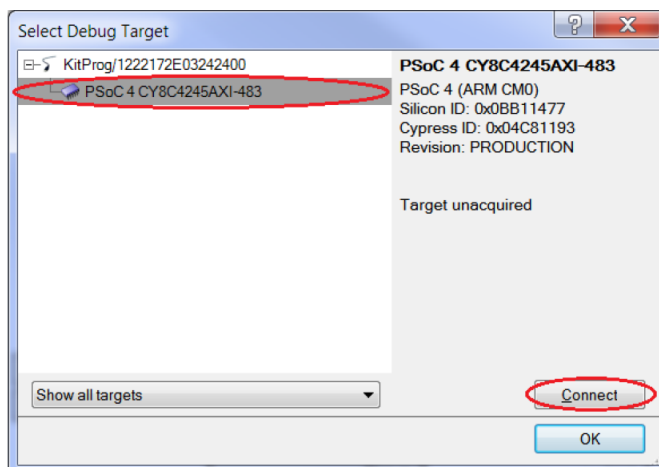 Select Debug Target
KitProg/1222172E03242400
PSoC 4 CY8C4245AXI-483
PSoC 4 CY8C4245AXI-483
PSoC 4 (ARM CM0)
Silicon ID: 0x0BB11477
Cypress ID: 0x04C81193
Revision: PRODUCTION
Target unacquired
Show all targets
Connect
OK